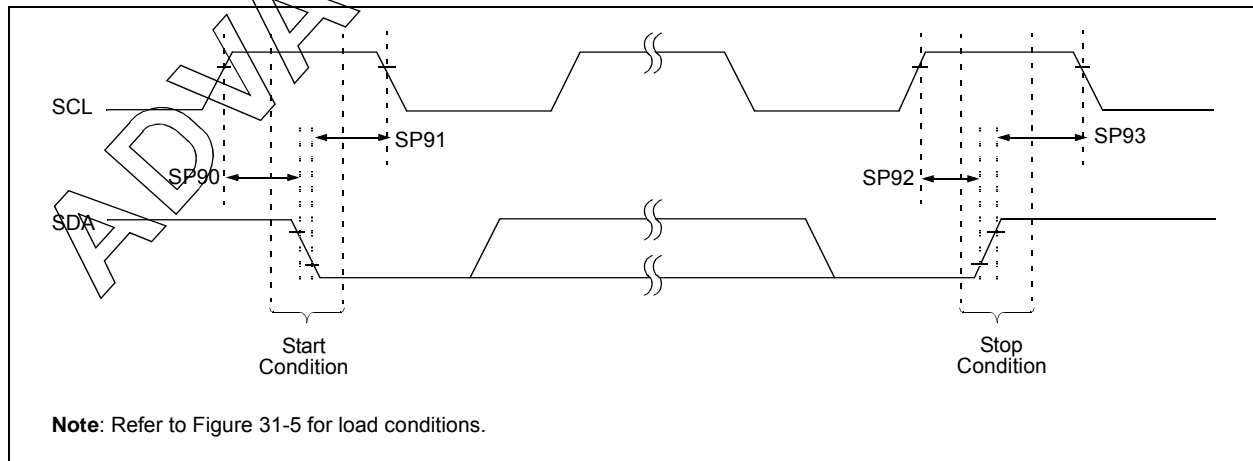 ADVA
SCL
SP91
SP93
SP90
SP92
SDA
Start
Condition
Stop
Condition
Note: Refer to Figure 31-5 for load conditions.